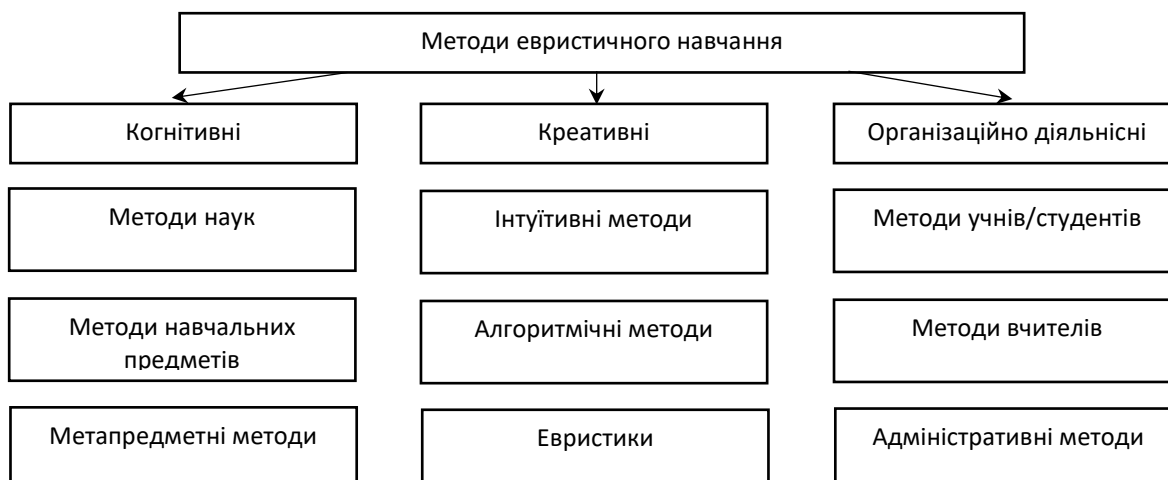 Методи евристичного навчання
Когнітивні
Креативні
Організаційно діяльнісні
Методи наук
Інтуїтивні методи
Методи учнів/студентів
Методи навчальних
предметів
Алгоритмічні методи
Методи вчителів
Метапредметні методи
Евристики
Адміністративні методи